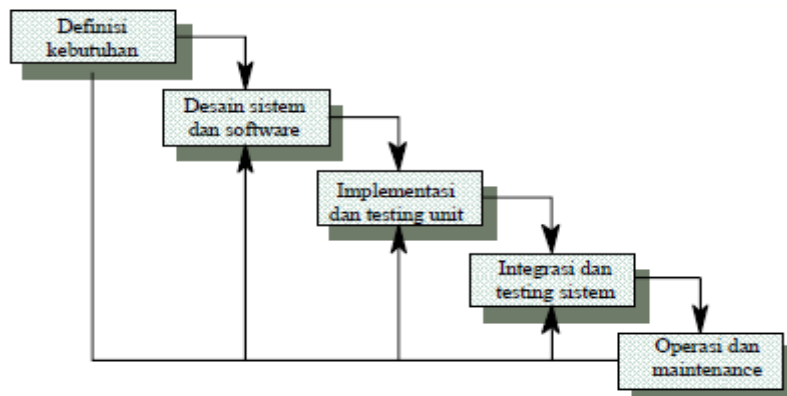 Definisi
kebutuhan
Desain sistem
dan software
Implementasi
dan testing unit
Integrasi dan
testing sistem
Operasi dan
maintenance